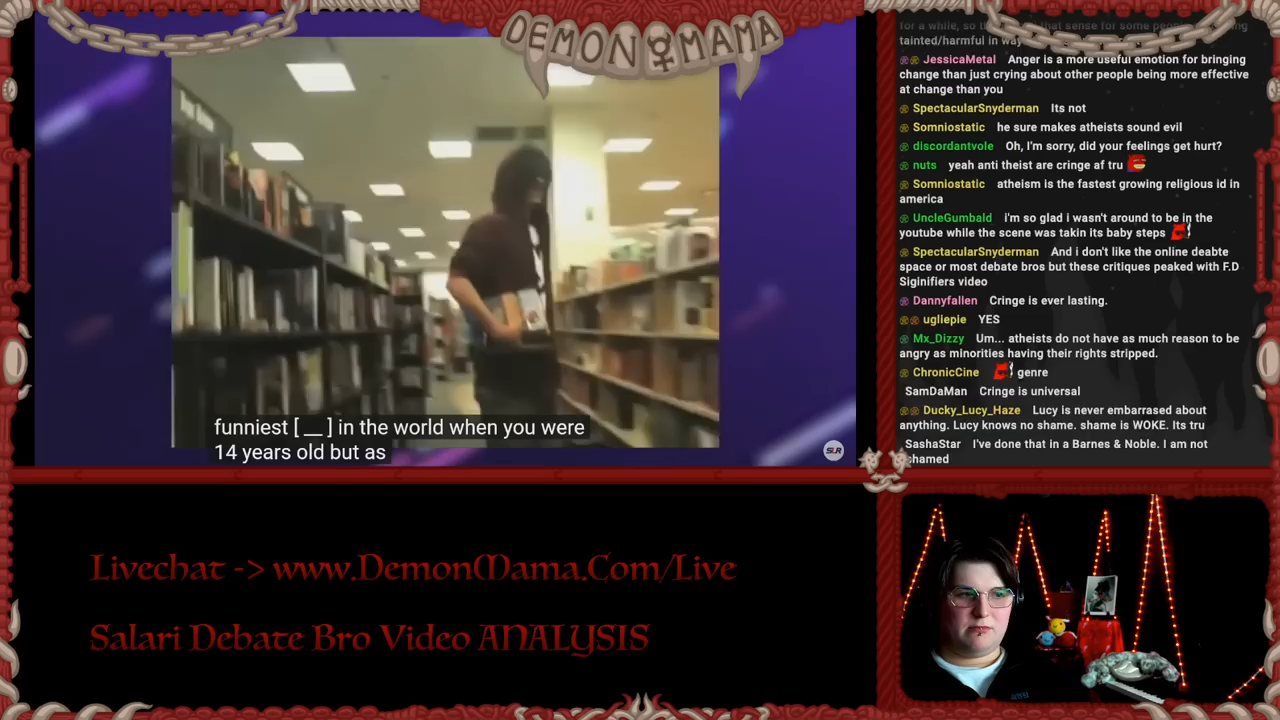 DEMON MAMA
for a while, so
that sense for some
tainted/harmful in way
JessicaMetal Anger is a more useful emotion for bringing
change than just crying about other people being more effective
at change than you
SpectacularSnyderman Its not
Somniostatic he sure makes atheists sound evil
discordantvole Oh, I'm sorry, did your feelings get hurt?
nuts yeah anti theist are cringe af tru
Somniostatic atheism is the fastest growing religious id in
america
UncleGumbald i'm so glad i wasn't around to be in the
youtube while the scene was takin its baby steps
SpectacularSnyderman And i don't like the online deabte
space or most debate bros but these critiques peaked with F.D
Siginifiers video
Dannyfallen Cringe is ever lasting.
ugliepie YES
Mx_Dizzy Um... atheists do not have as much reason to be
angry as minorities having their rights stripped.
ChronicCine genre
SamDaMan Cringe is universal
Ducky_Lucy_Haze Lucy is never embarrased about
anything. Lucy knows no shame. shame is WOKE. Its tru
SashaStar I've done that in a Barnes & Noble. I am not
shamed
funniest [ __ ] in the world when you were
14 years old but as
SLR
Livechat -> www.DemonMama.Com/Live
Salari Debate Bro Video ANALYSIS